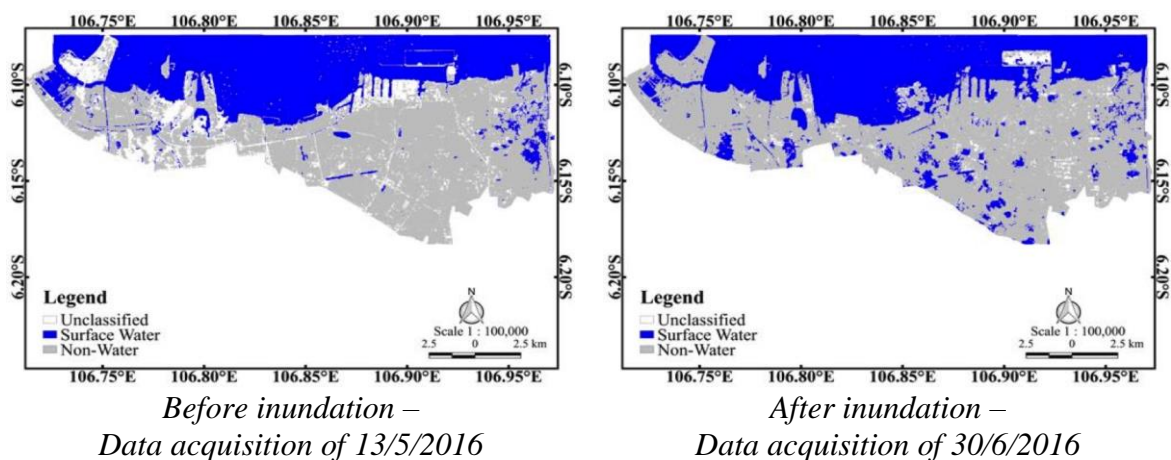 106.75°E 106.80°E 106.85°E 106.90°E 106.95°E
6.10°S 6.10°S
6.15°S 6.15°S
6.20°S 6.20°S
Legend
Unclassified
Surface Water
Non-Water
N
Scale 1 : 100,000
2.5 0 2.5 km
106.75°E 106.80°E 106.85°E 106.90°E 106.95°E
Before inundation –
Data acquisition of 13/5/2016
106.75°E 106.80°E 106.85°E 106.90°E 106.95°E
6.10°S 6.10°S
6.15°S 6.15°S
6.20°S 6.20°S
Legend
Unclassified
Surface Water
Non-Water
N
Scale 1 : 100,000
2.5 0 2.5 km
106.75°E 106.80°E 106.85°E 106.90°E 106.95°E
After inundation –
Data acquisition of 30/6/2016